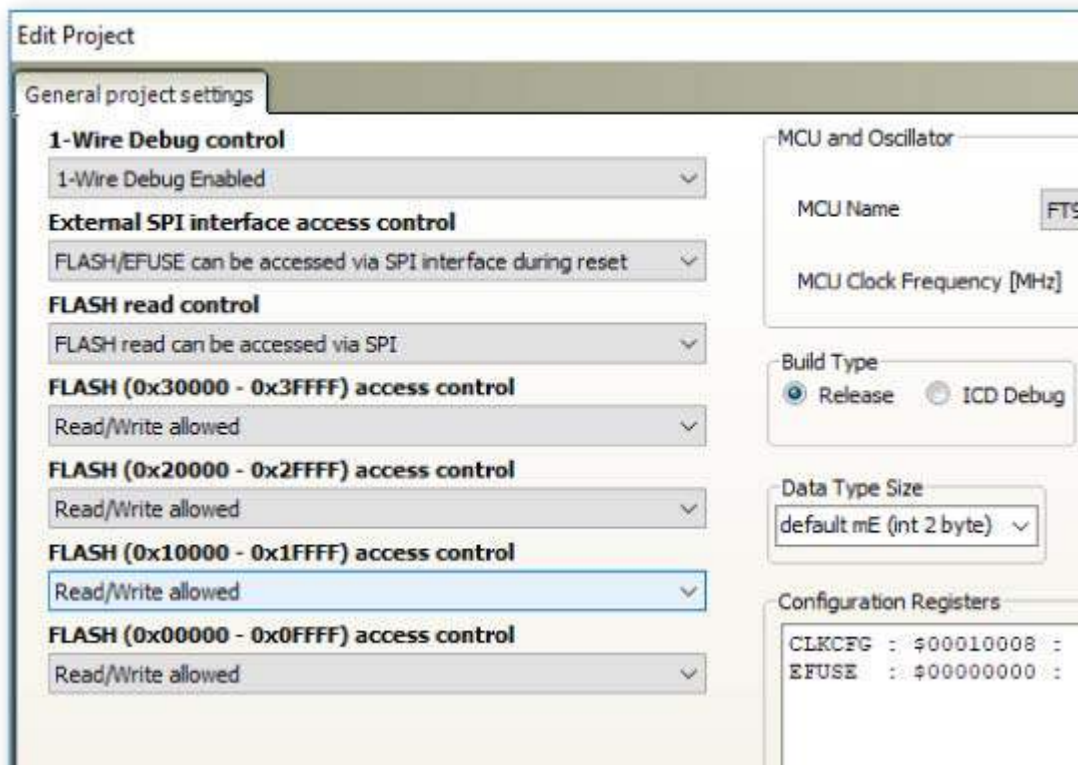 Edit Project
General project settings
1-Wire Debug control
1-Wire Debug Enabled
External SPI interface access control
FLASH/EFUSE can be accessed via SPI interface during reset
FLASH read control
FLASH read can be accessed via SPI
FLASH (0x30000 - 0x3FFFF) access control
Read/Write allowed
FLASH (0x20000 - 0x2FFFF) access control
Read/Write allowed
FLASH (0x10000 - 0x1FFFF) access control
Read/Write allowed
FLASH (0x00000 - 0x0FFFF) access control
Read/Write allowed
MCU and Oscillator
MCU Name
FT9
MCU Clock Frequency [MHz]
Build Type
Release
ICD Debug
Data Type Size
default mE (int 2 byte)
Configuration Registers
CLKCFG : $00010008 :
EFUSE : $00000000 :